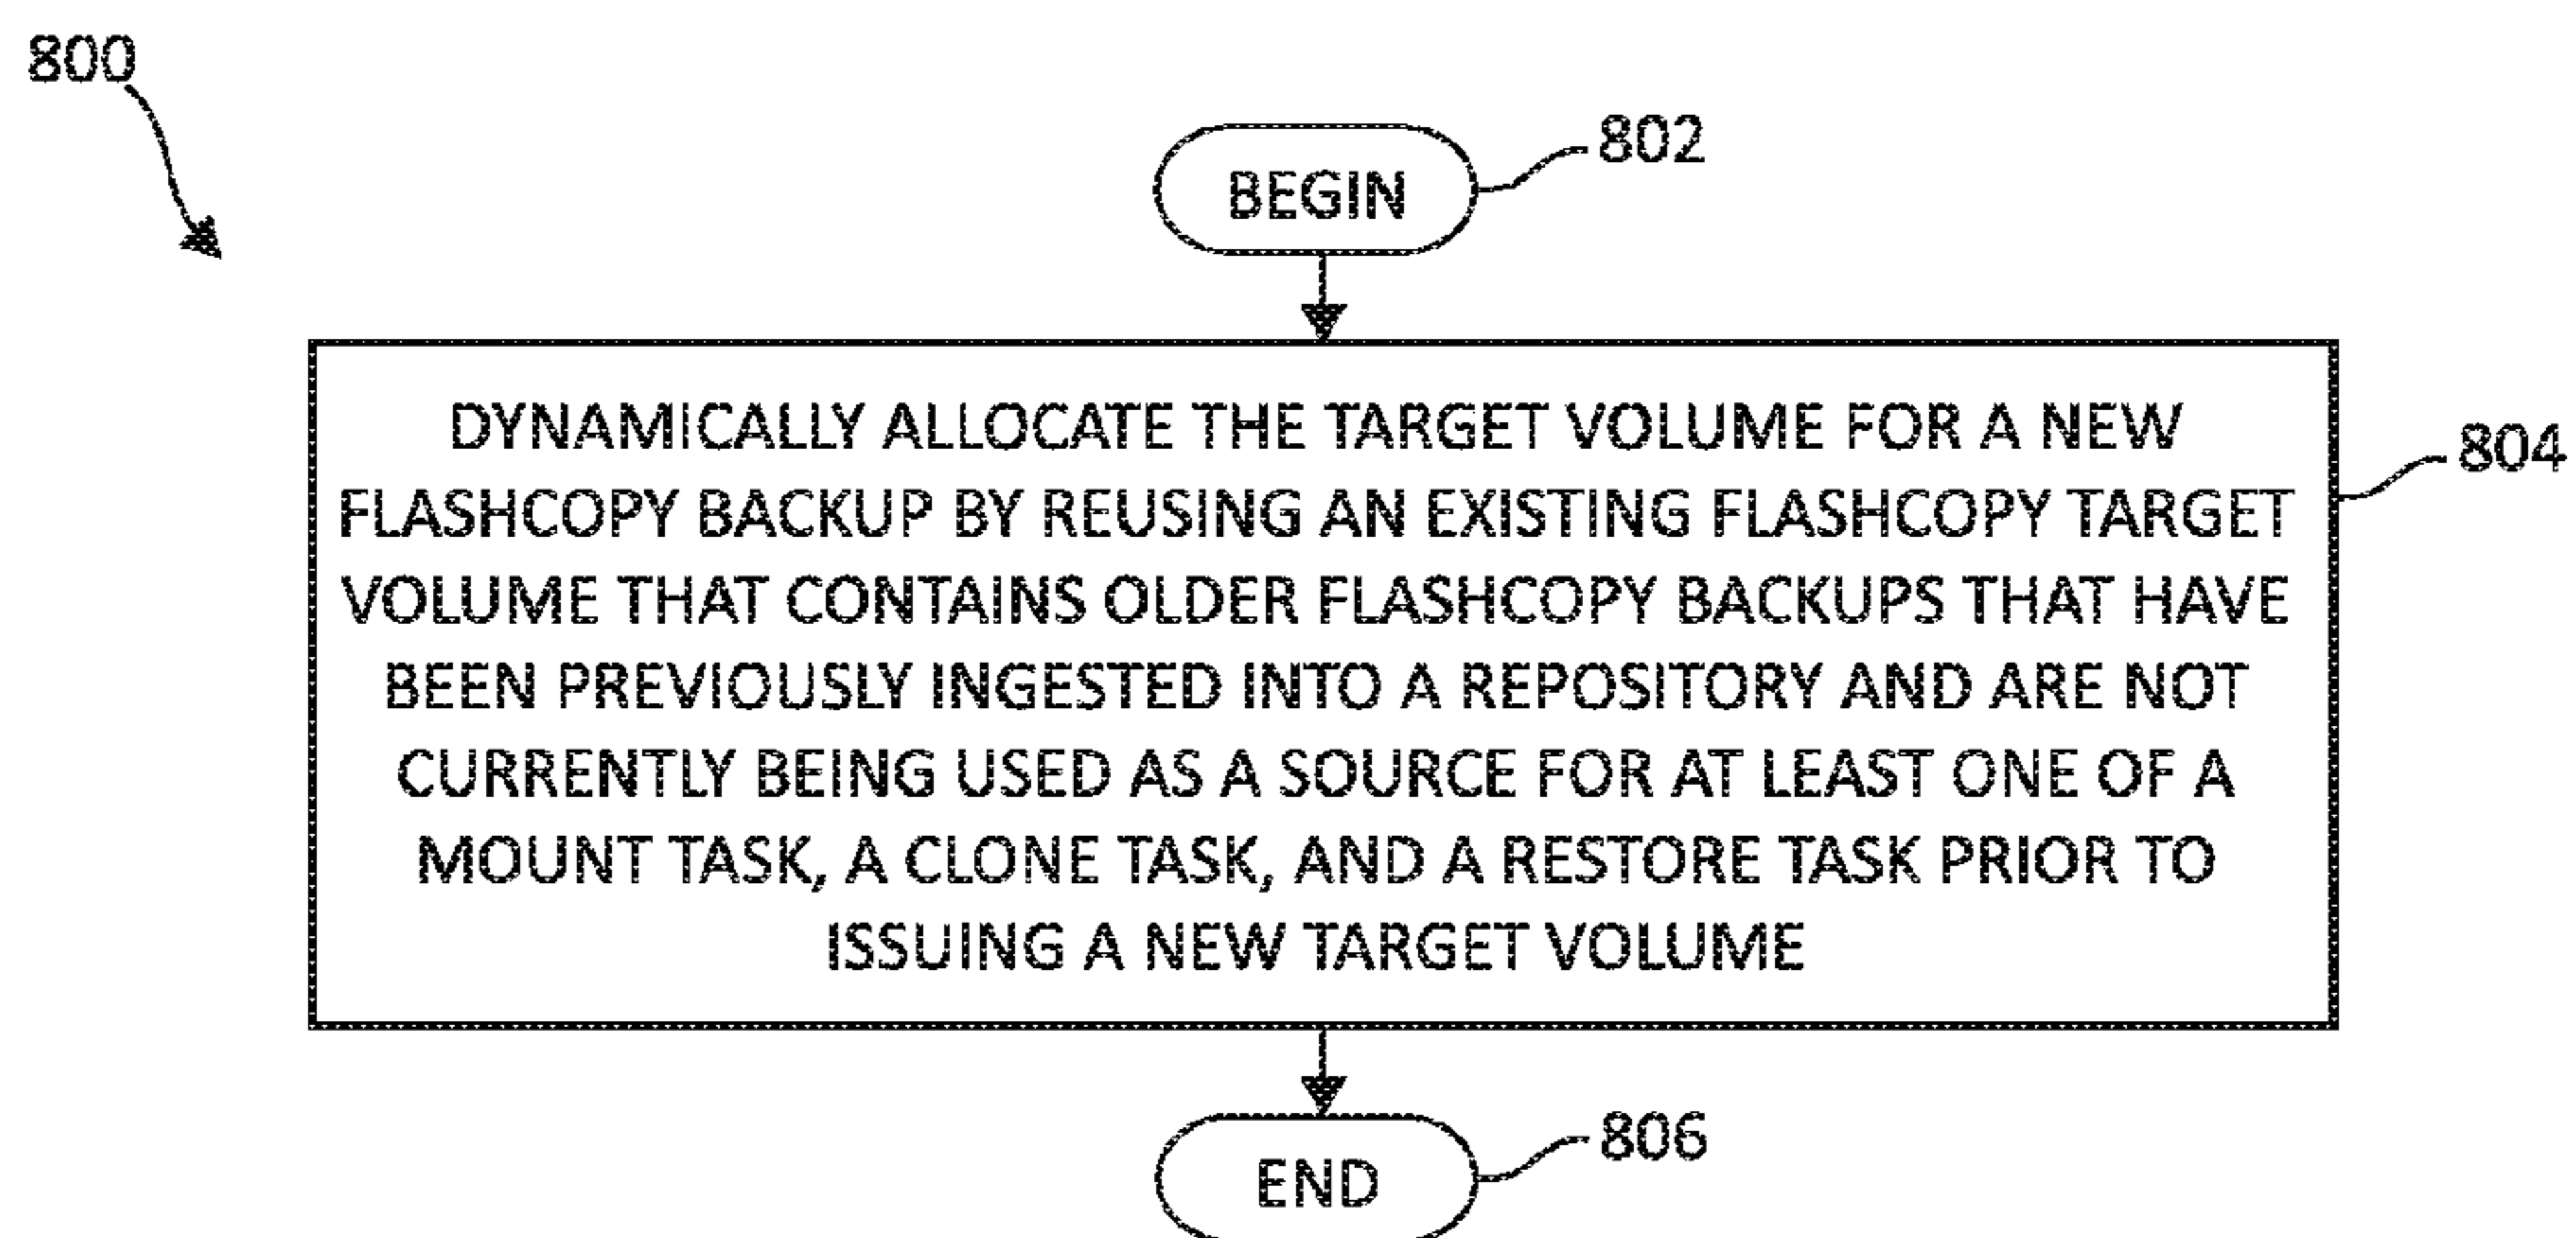 800
BEGIN
802
DYNAMICALLY ALLOCATE THE TARGET VOLUME FOR A NEW
FLASHCOPY BACKUP BY REUSING AN EXISTING FLASHCOPY TARGET
VOLUME THAT CONTAINS OLDER FLASHCOPY BACKUPS THAT HAVE
BEEN PREVIOUSLY INGESTED INTO A REPOSITORY AND ARE NOT
CURRENTLY BEING USED AS A SOURCE FOR AT LEAST ONE OF A
MOUNT TASK, A CLONE TASK, AND A RESTORE TASK PRIOR TO
ISSUING A NEW TARGET VOLUME
804
END
806